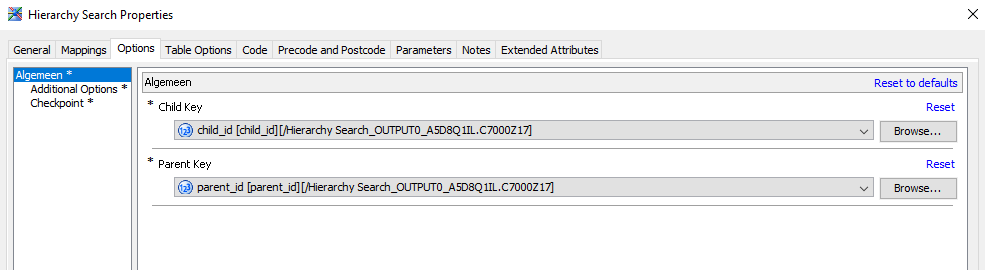 Hierarchy Search Properties
General Mappings Options Table Options Code Precode and Postcode Parameters Notes Extended Attributes
Algemeen *
Additional Options *
Checkpoint *
Algemeen Reset to defaults
* Child Key Reset
123 child_id [child_id][/Hierarchy Search_OUTPUT0_A5D8Q1IL.C7000Z17] Browse...
* Parent Key Reset
123 parent_id [parent_id][/Hierarchy Search_OUTPUT0_A5D8Q1IL.C7000Z17] Browse...